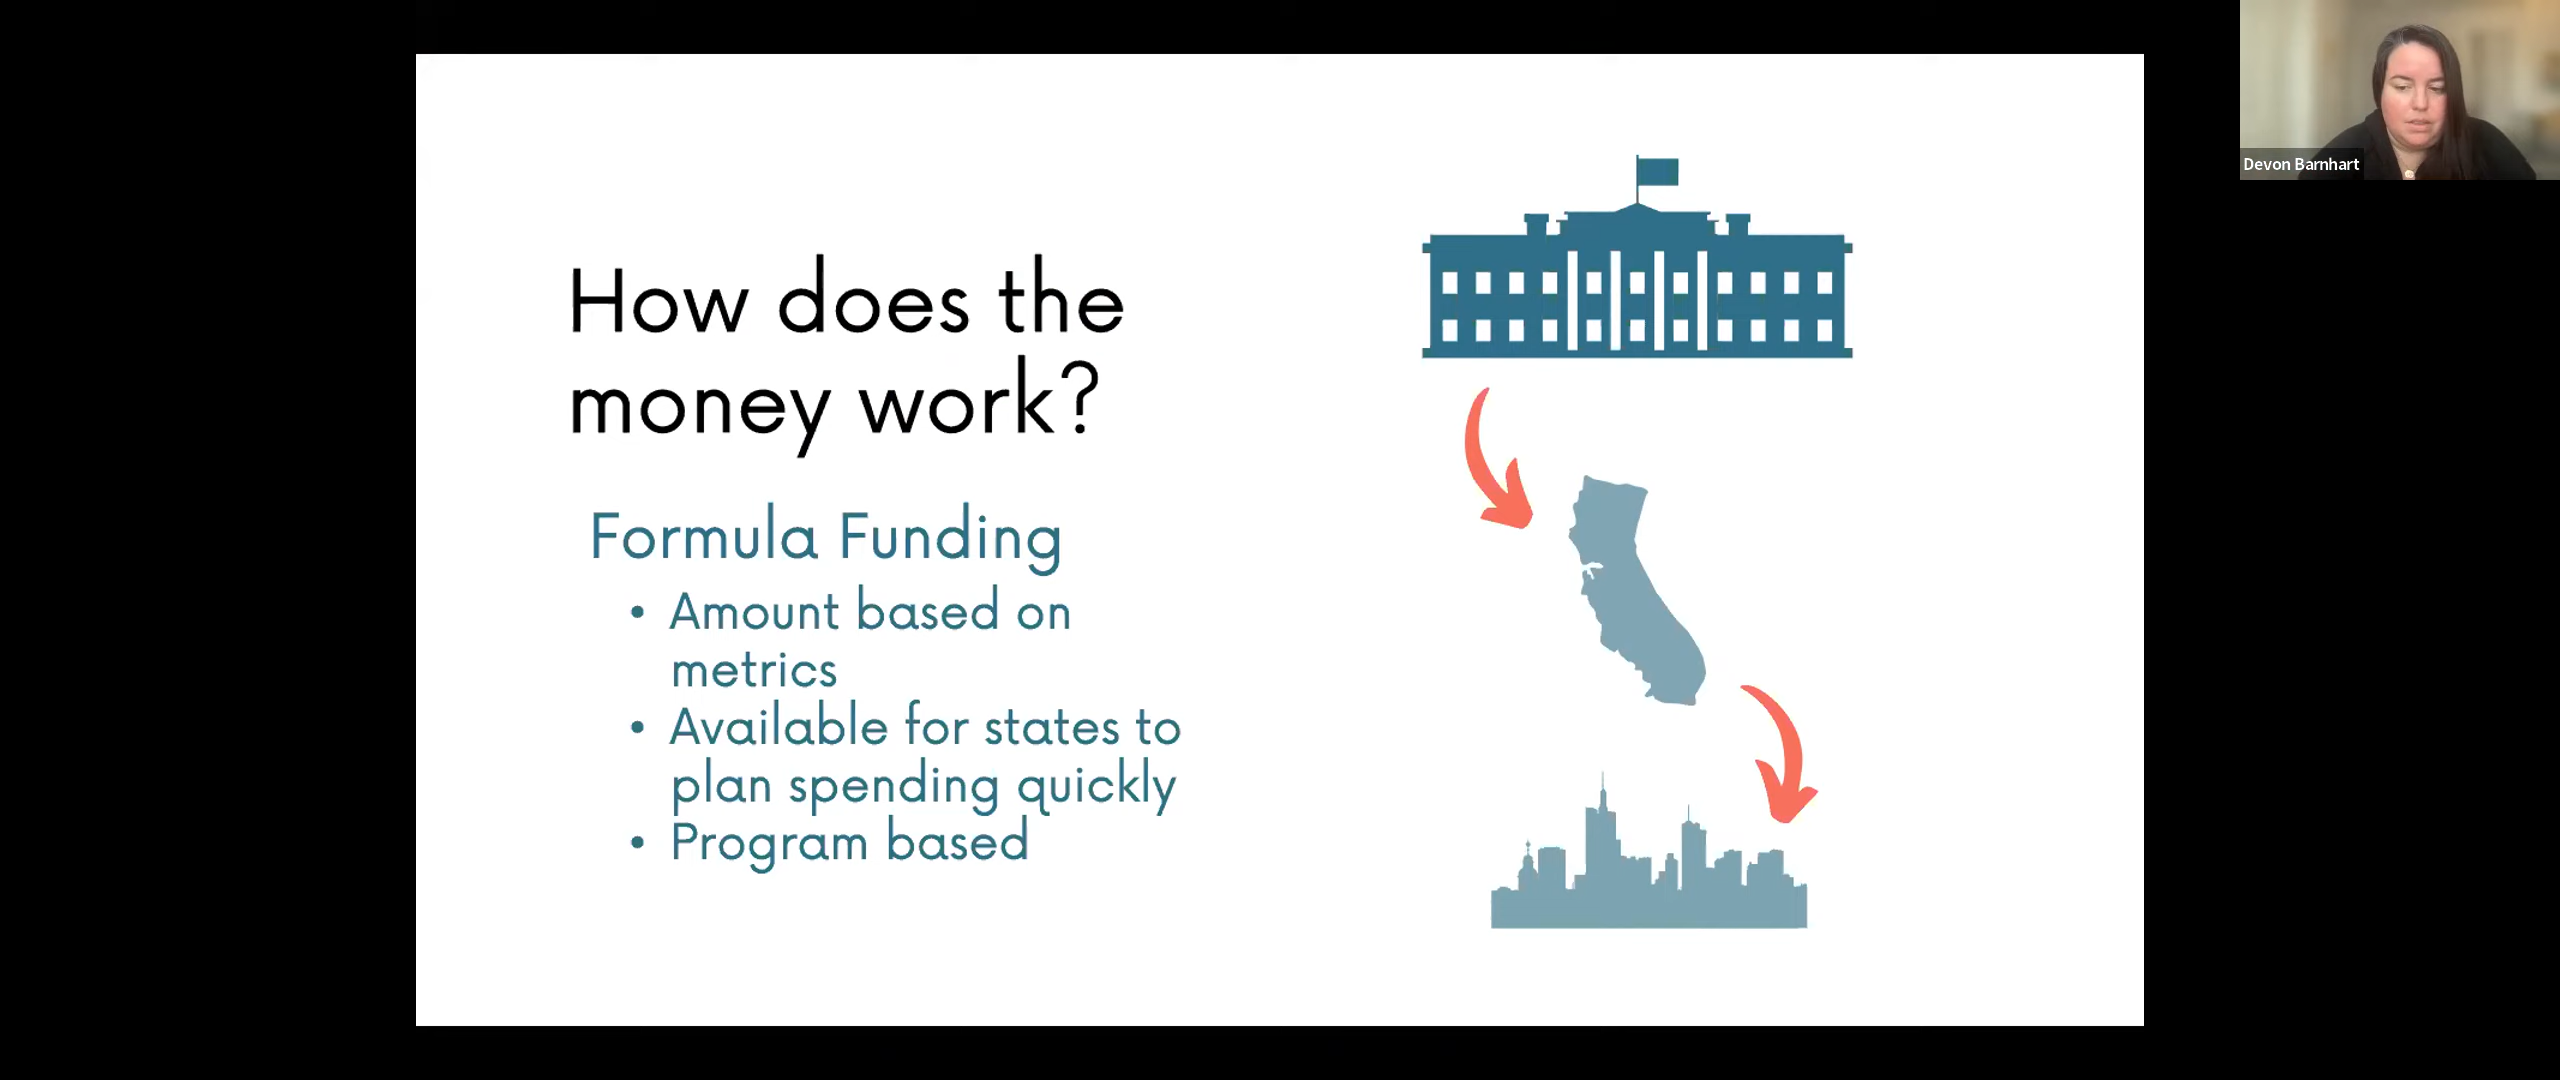 How does the
money work?
Formula Funding
• Amount based on
metrics
• Available for states to
plan spending quickly
• Program based
Devon Barnhart